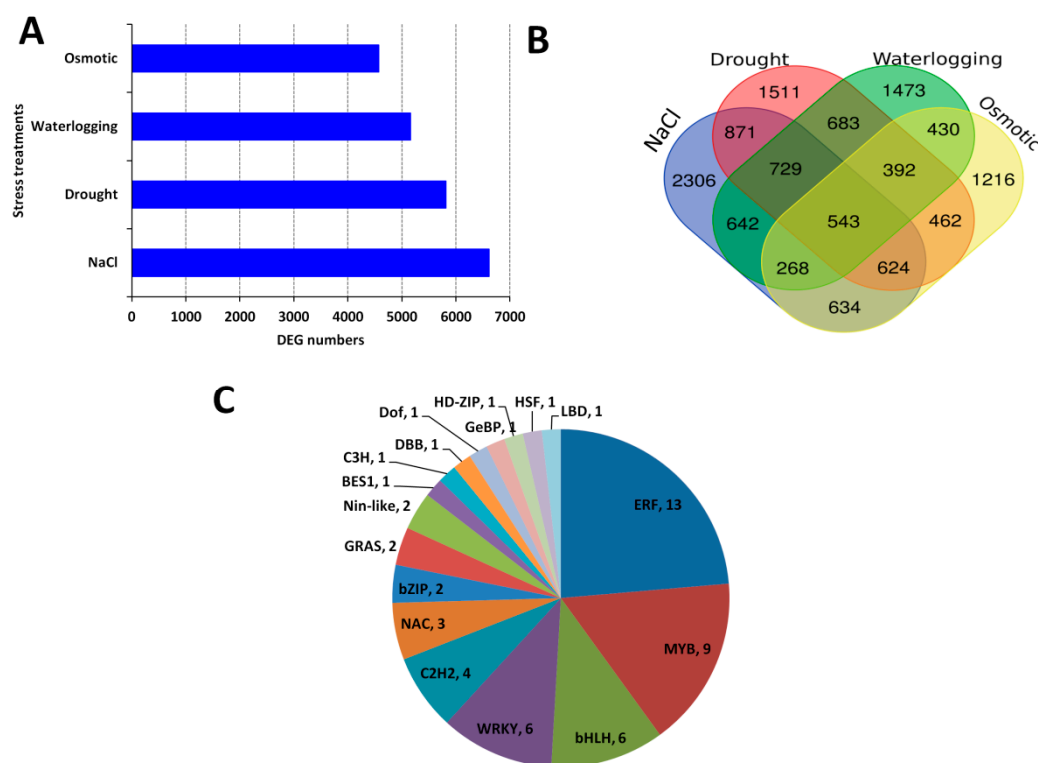 A
Osmotic
Waterlogging
Drought
NaCl
Stress treatments
0 1000 2000 3000 4000 5000 6000 7000
DEG numbers
B
Drought
Waterlogging
NaCl
Osmotic
1511
1473
871
683
430
2306
729
392
1216
642
543
462
268
624
634
C
HD-ZIP, 1
HSF, 1
LBD, 1
Dof, 1
GeBP, 1
DBB, 1
C3H, 1
BES1, 1
Nin-like, 2
GRAS, 2
bZIP, 2
NAC, 3
C2H2, 4
WRKY, 6
bHLH, 6
MYB, 9
ERF, 13